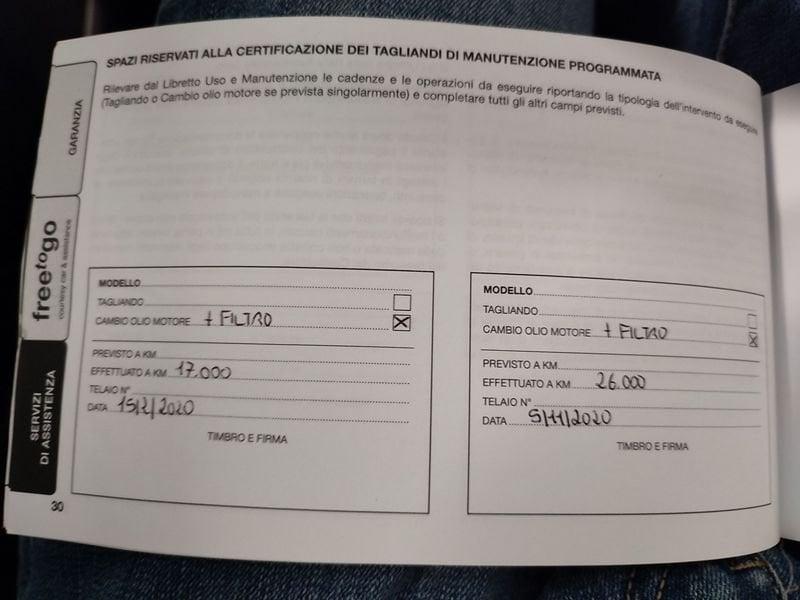 SPAZI RISERVATI ALLA CERTIFICAZIONE DEI TAGLIANDI DI MANUTENZIONE PROGRAMMATA
Rilevare dal Libretto Uso e Manutenzione le cadenze e le operazioni da eseguire riportando la tipologia dell'intervento da eseguire
(Tagliando o Cambio olio motore se prevista singolarmente) e completare tutti gli altri campi previsti.
GARANZIA
freetogo
courtesy car & assistance
SERVIZI
DI ASSISTENZA
MODELLO
TAGLIANDO
CAMBIO OLIO MOTORE + FILTRO
PREVISTO A KM
EFFETTUATO A KM 17.000
TELAIO N°
DATA 15/2/2020
TIMBRO E FIRMA
MODELLO
TAGLIANDO
CAMBIO OLIO MOTORE + FILTRO
PREVISTO A KM
EFFETTUATO A KM 26.000
TELAIO N°
DATA 5/11/2020
TIMBRO E FIRMA
30